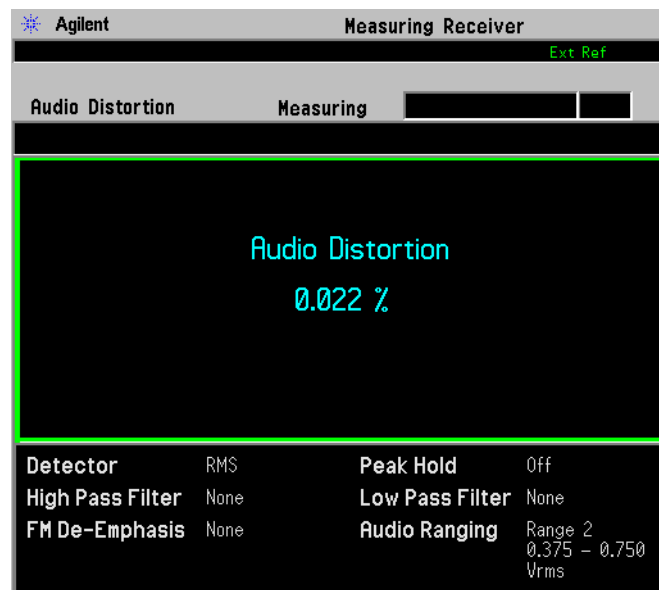 Agilent Measuring Receiver
Ext Ref
Audio Distortion Measuring
Audio Distortion
0.022 %
Detector RMS Peak Hold Off
High Pass Filter None Low Pass Filter None
FM De-Emphasis None Audio Ranging Range 2
0.375 – 0.750
Vrms